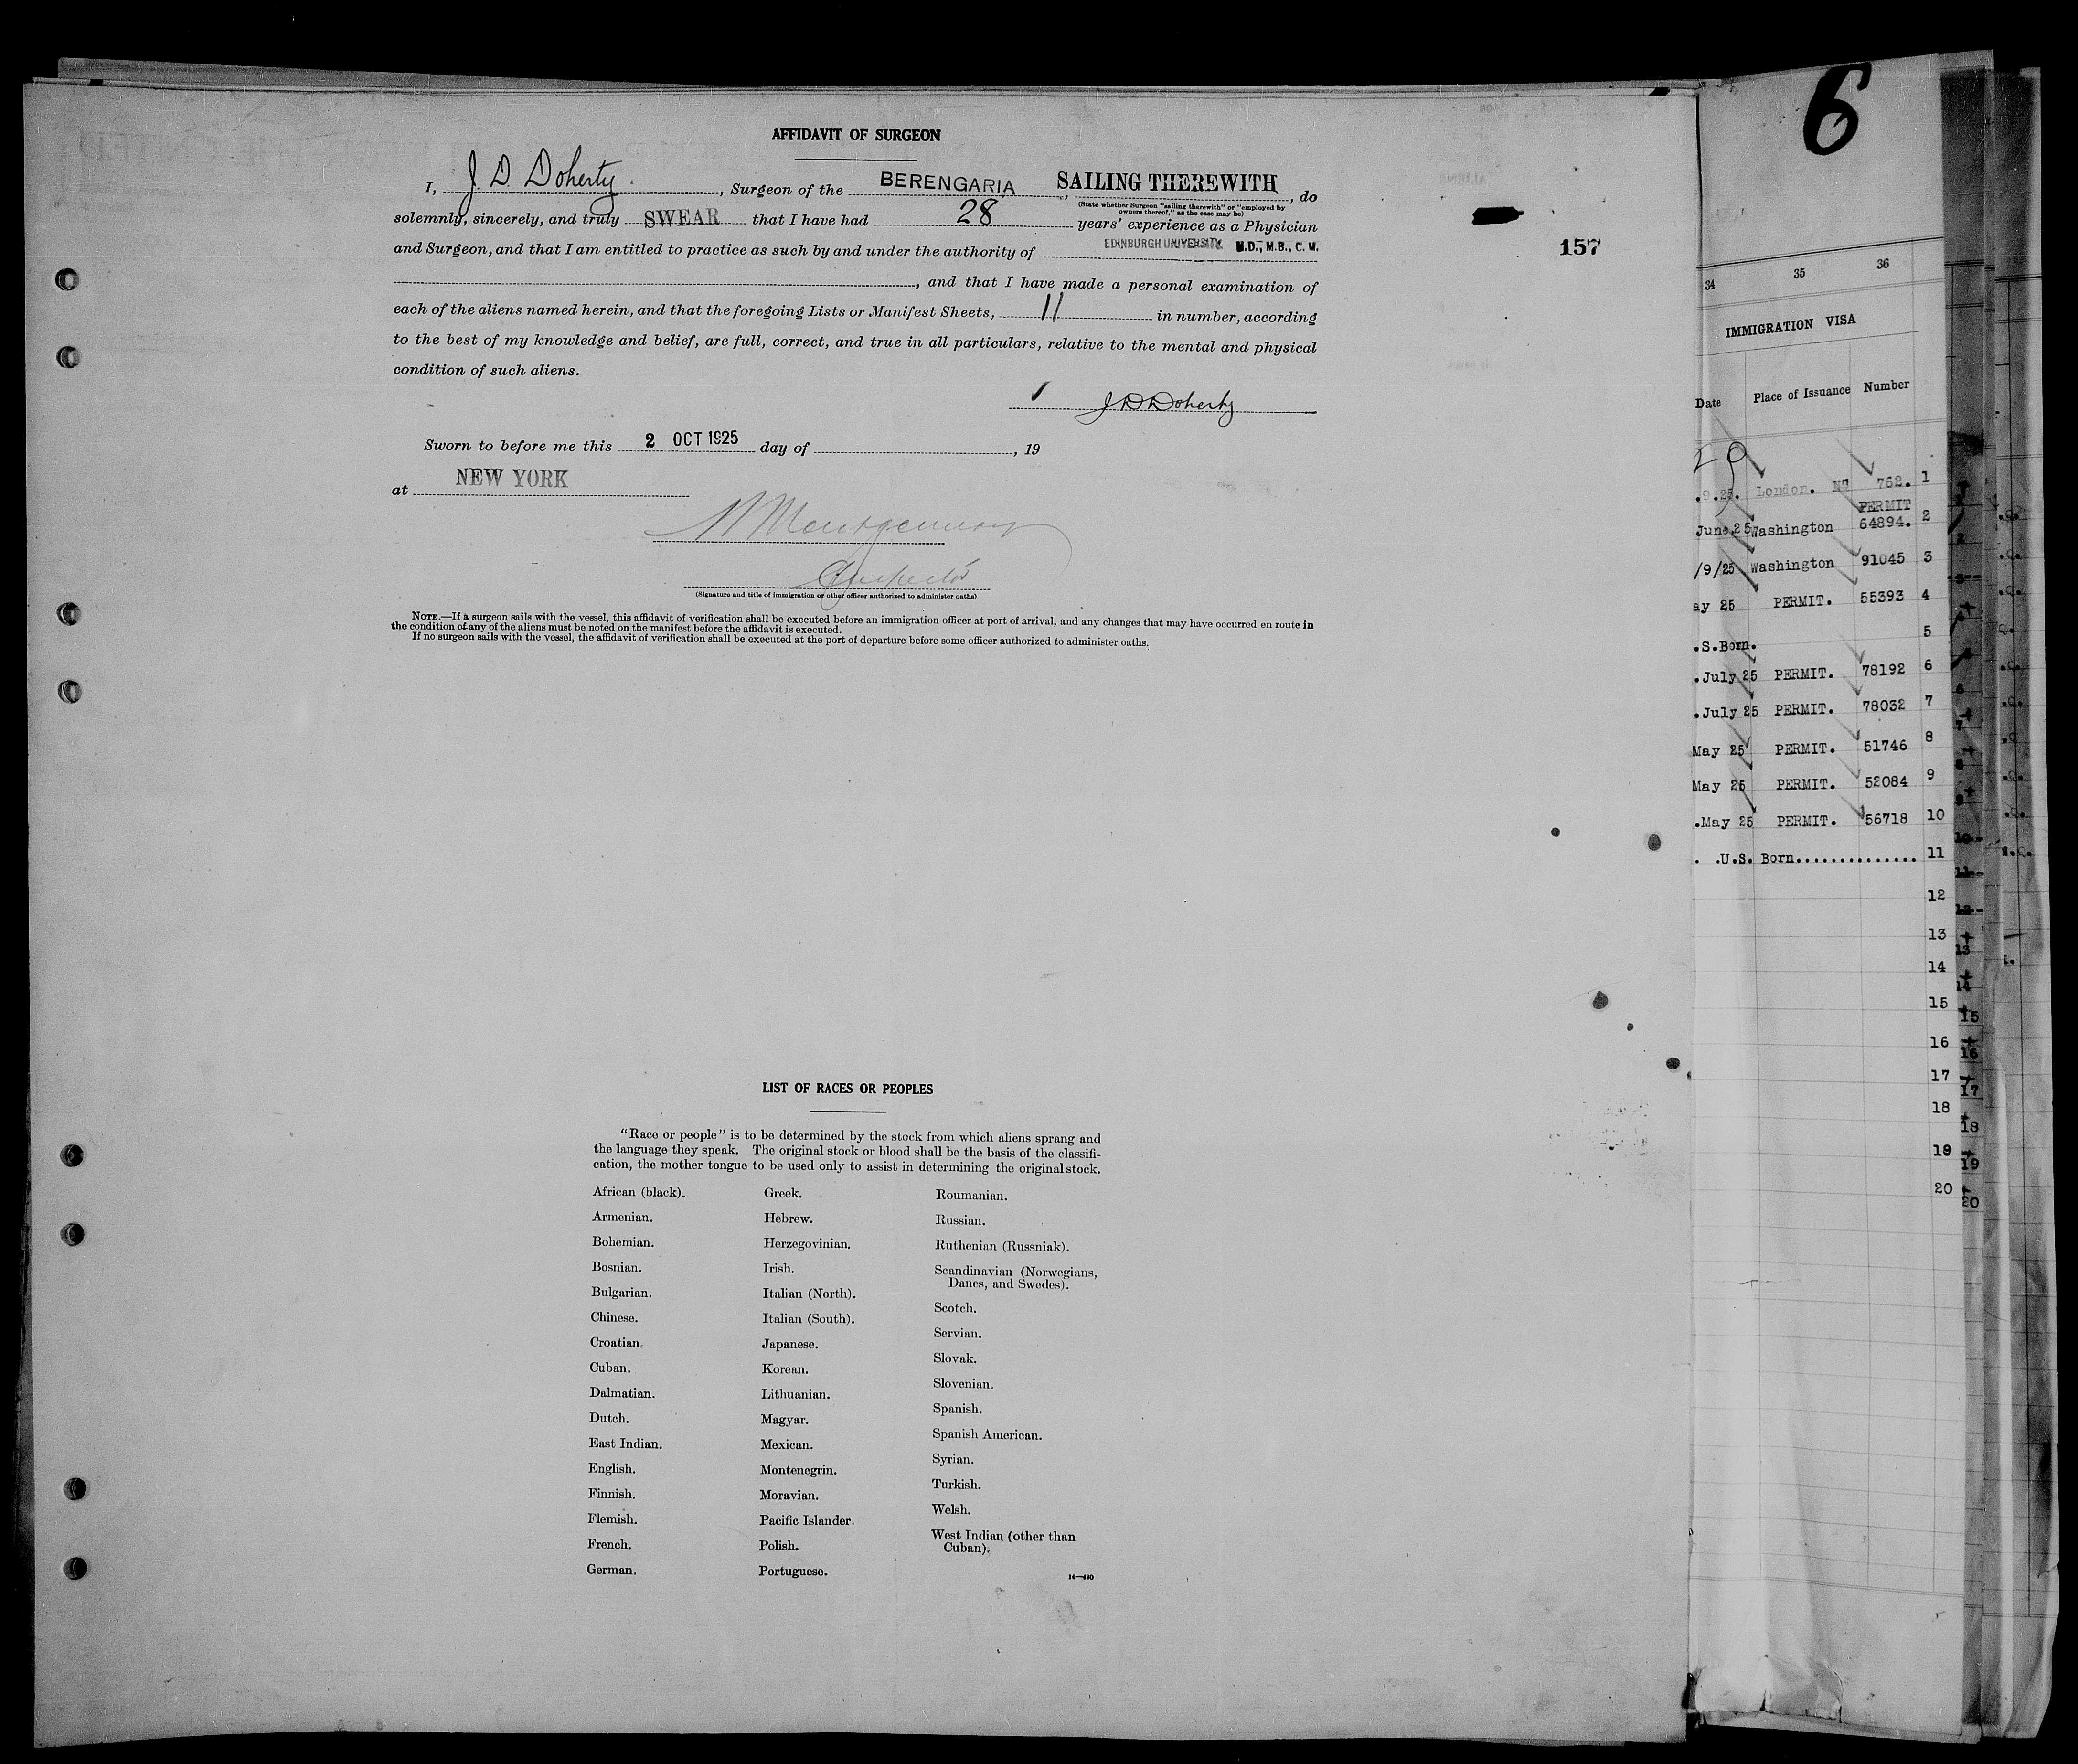 AFFIDAVIT OF SURGEON
I, J. D. Doherty, Surgeon of the BERENGARIA, SAILING THEREWITH, do
(State whether Surgeon "sailing therewith" or "employed by
owners thereof," as the case may be)
solemnly, sincerely, and truly SWEAR that I have had 28 years' experience as a Physician
and Surgeon, and that I am entitled to practice as such by and under the authority of EDINBURGH UNIVERSITY. M.D., M.B., C.M.
, and that I have made a personal examination of
each of the aliens named herein, and that the foregoing Lists or Manifest Sheets, 11 in number, according
to the best of my knowledge and belief, are full, correct, and true in all particulars, relative to the mental and physical
condition of such aliens.
J D Doherty
Sworn to before me this 2 OCT 1925 day of , 19
at NEW YORK
Montgomery
Inspector
(Signature and title of immigration or other officer authorized to administer oaths)
NOTE.—If a surgeon sails with the vessel, this affidavit of verification shall be executed before an immigration officer at port of arrival, and any changes that may have occurred en route in
the condition of any of the aliens must be noted on the manifest before the affidavit is executed.
If no surgeon sails with the vessel, the affidavit of verification shall be executed at the port of departure before some officer authorized to administer oaths.
157
LIST OF RACES OR PEOPLES
"Race or people" is to be determined by the stock from which aliens sprang and
the language they speak. The original stock or blood shall be the basis of the classifi-
cation, the mother tongue to be used only to assist in determining the original stock.
African (black).
Armenian.
Bohemian.
Bosnian.
Bulgarian.
Chinese.
Croatian.
Cuban.
Dalmatian.
Dutch.
East Indian.
English.
Finnish.
Flemish.
French.
German.
Greek.
Hebrew.
Herzegovinian.
Irish.
Italian (North).
Italian (South).
Japanese.
Korean.
Lithuanian.
Magyar.
Mexican.
Montenegrin.
Moravian.
Pacific Islander.
Polish.
Portuguese.
Roumanian.
Russian.
Ruthenian (Russniak).
Scandinavian (Norwegians,
Danes, and Swedes).
Scotch.
Servian.
Slovak.
Slovenian.
Spanish.
Spanish American.
Syrian.
Turkish.
Welsh.
West Indian (other than
Cuban).
14—430
6
34 35 36
IMMIGRATION VISA
Date Place of Issuance Number
.9.25. London. No 762. 1
PERMIT
June 25 Washington 64894. 2
/9/25 Washington 91045 3
ay 25 PERMIT. 55393 4
.S.Born. 5
.July 25 PERMIT. 78192 6
.July 25 PERMIT. 78032 7
May 25 PERMIT. 51746 8
May 25 PERMIT. 52084 9
.May 25 PERMIT. 56718 10
. .U.S. Born.............. 11
12
13
14
15
16
17
18
19
20